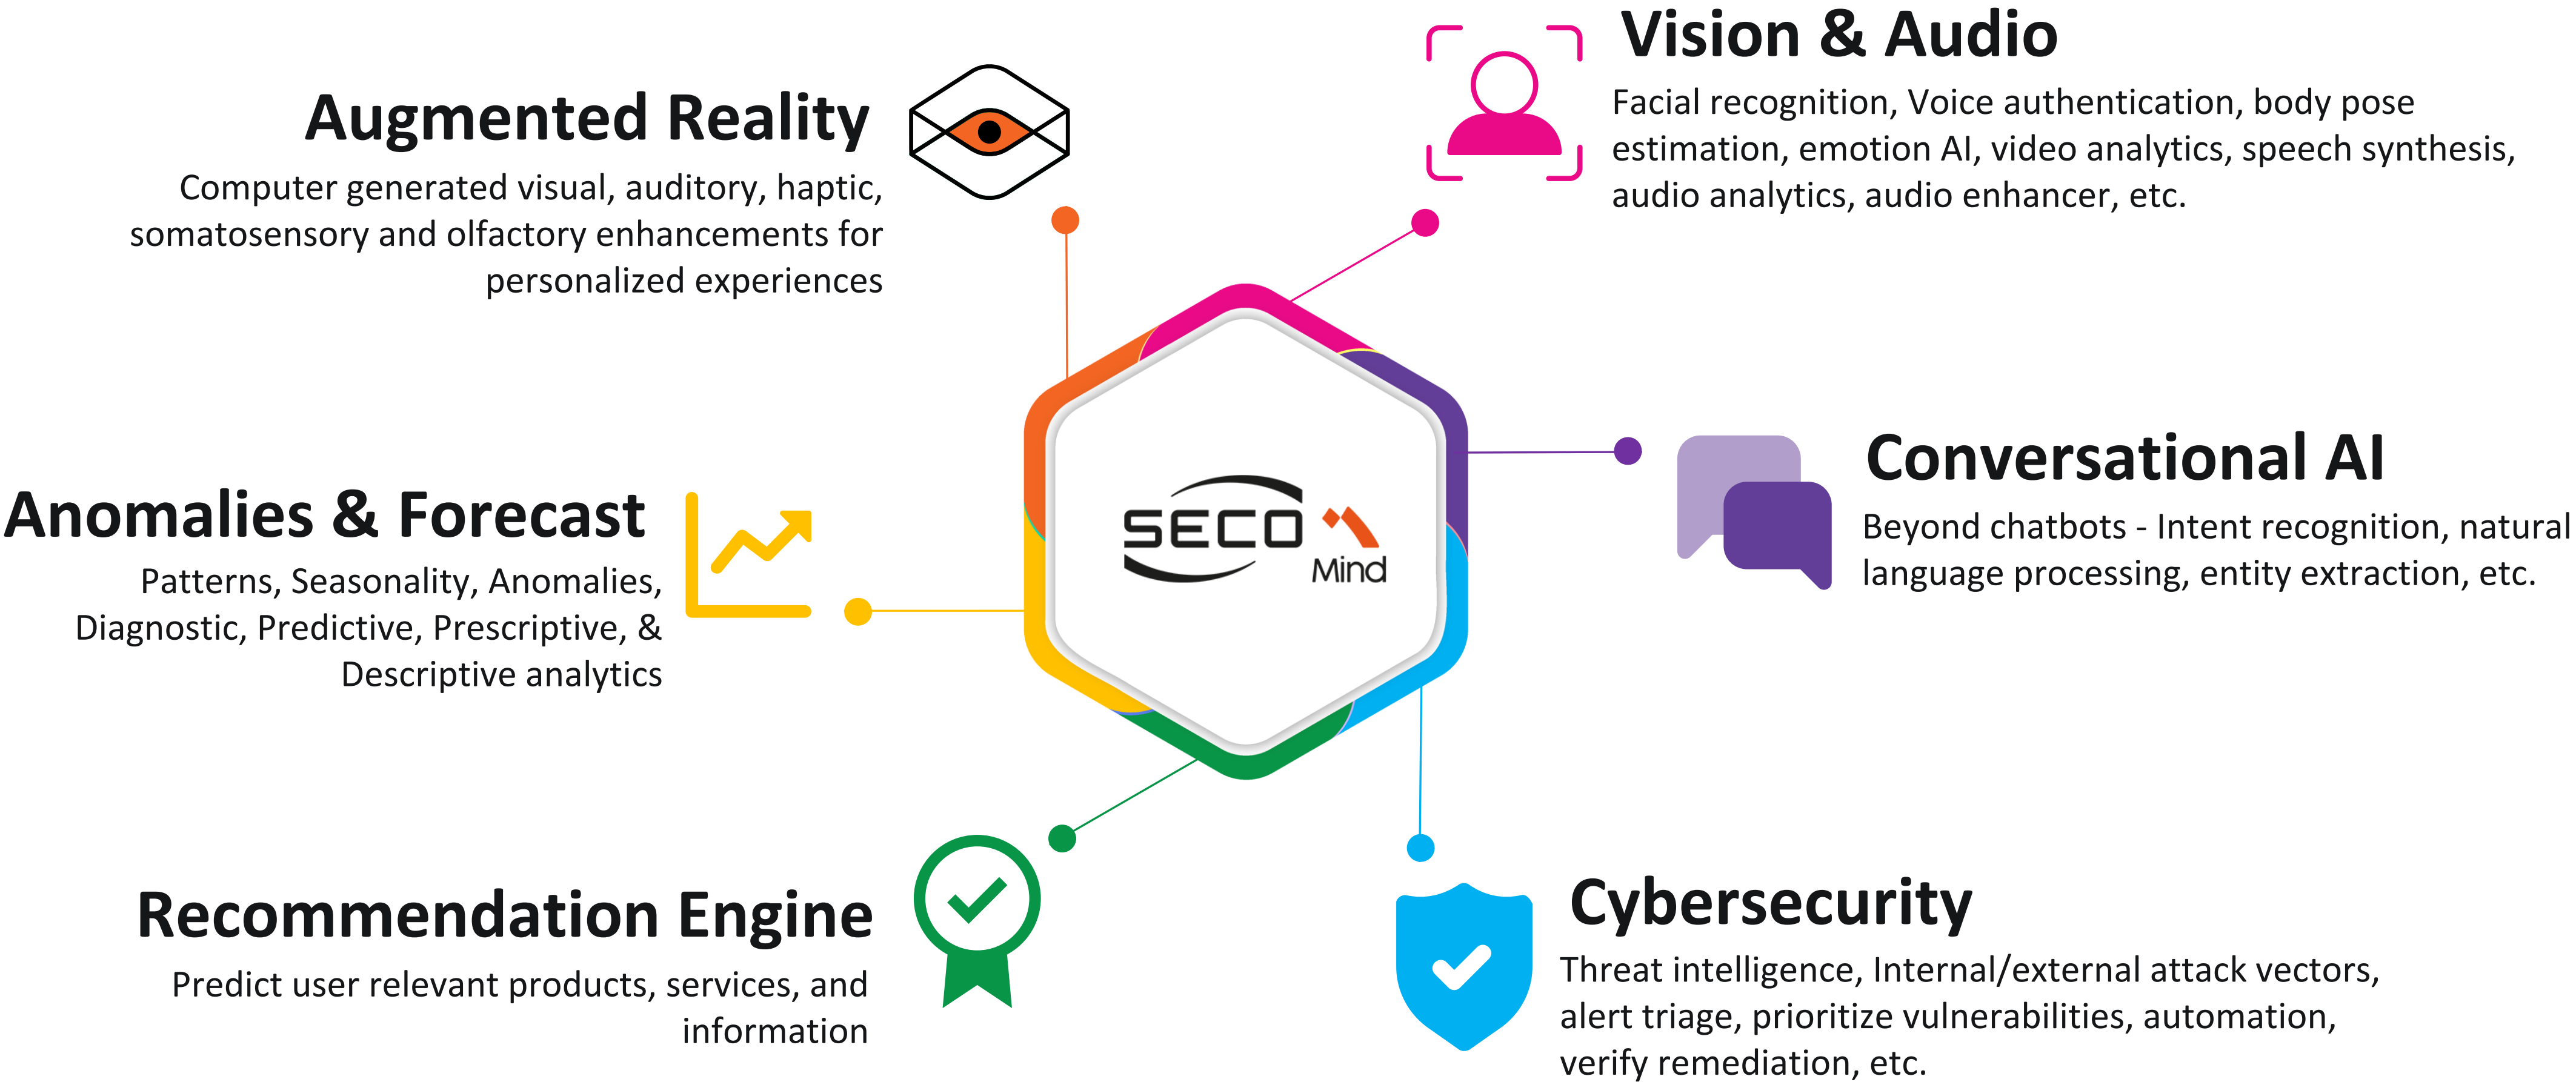 Augmented Reality
Computer generated visual, auditory, haptic,
somatosensory and olfactory enhancements for
personalized experiences
Vision & Audio
Facial recognition, Voice authentication, body pose
estimation, emotion AI, video analytics, speech synthesis,
audio analytics, audio enhancer, etc.
Anomalies & Forecast
Patterns, Seasonality, Anomalies,
Diagnostic, Predictive, Prescriptive, &
Descriptive analytics
SECO
Mind
Conversational AI
Beyond chatbots - Intent recognition, natural
language processing, entity extraction, etc.
Recommendation Engine
Predict user relevant products, services, and
information
Cybersecurity
Threat intelligence, Internal/external attack vectors,
alert triage, prioritize vulnerabilities, automation,
verify remediation, etc.